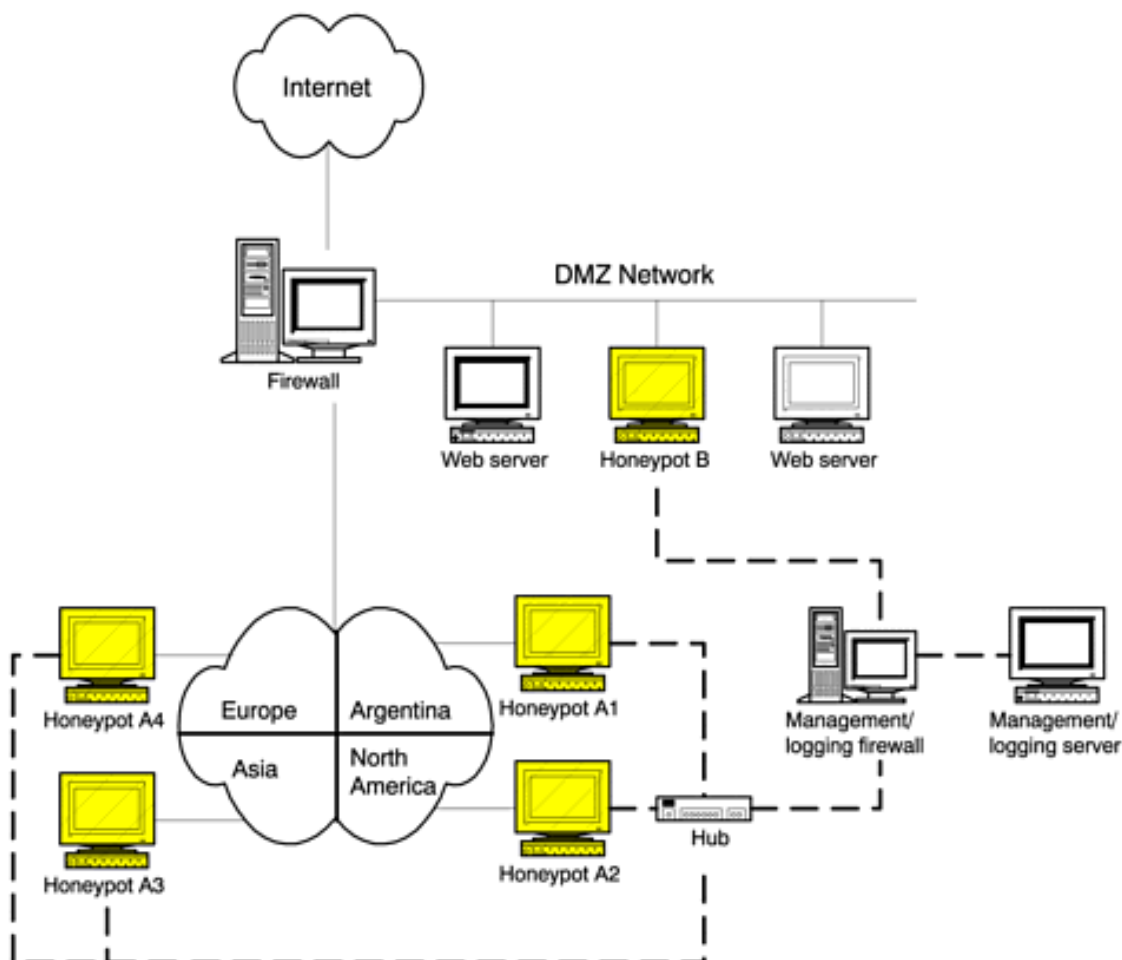 Internet
DMZ Network
Firewall
Web server
Honeypot B
Web server
Honeypot A4
Europe
Argentina
Honeypot A1
Management/
logging firewall
Management/
logging server
Asia
North
America
Honeypot A3
Honeypot A2
Hub